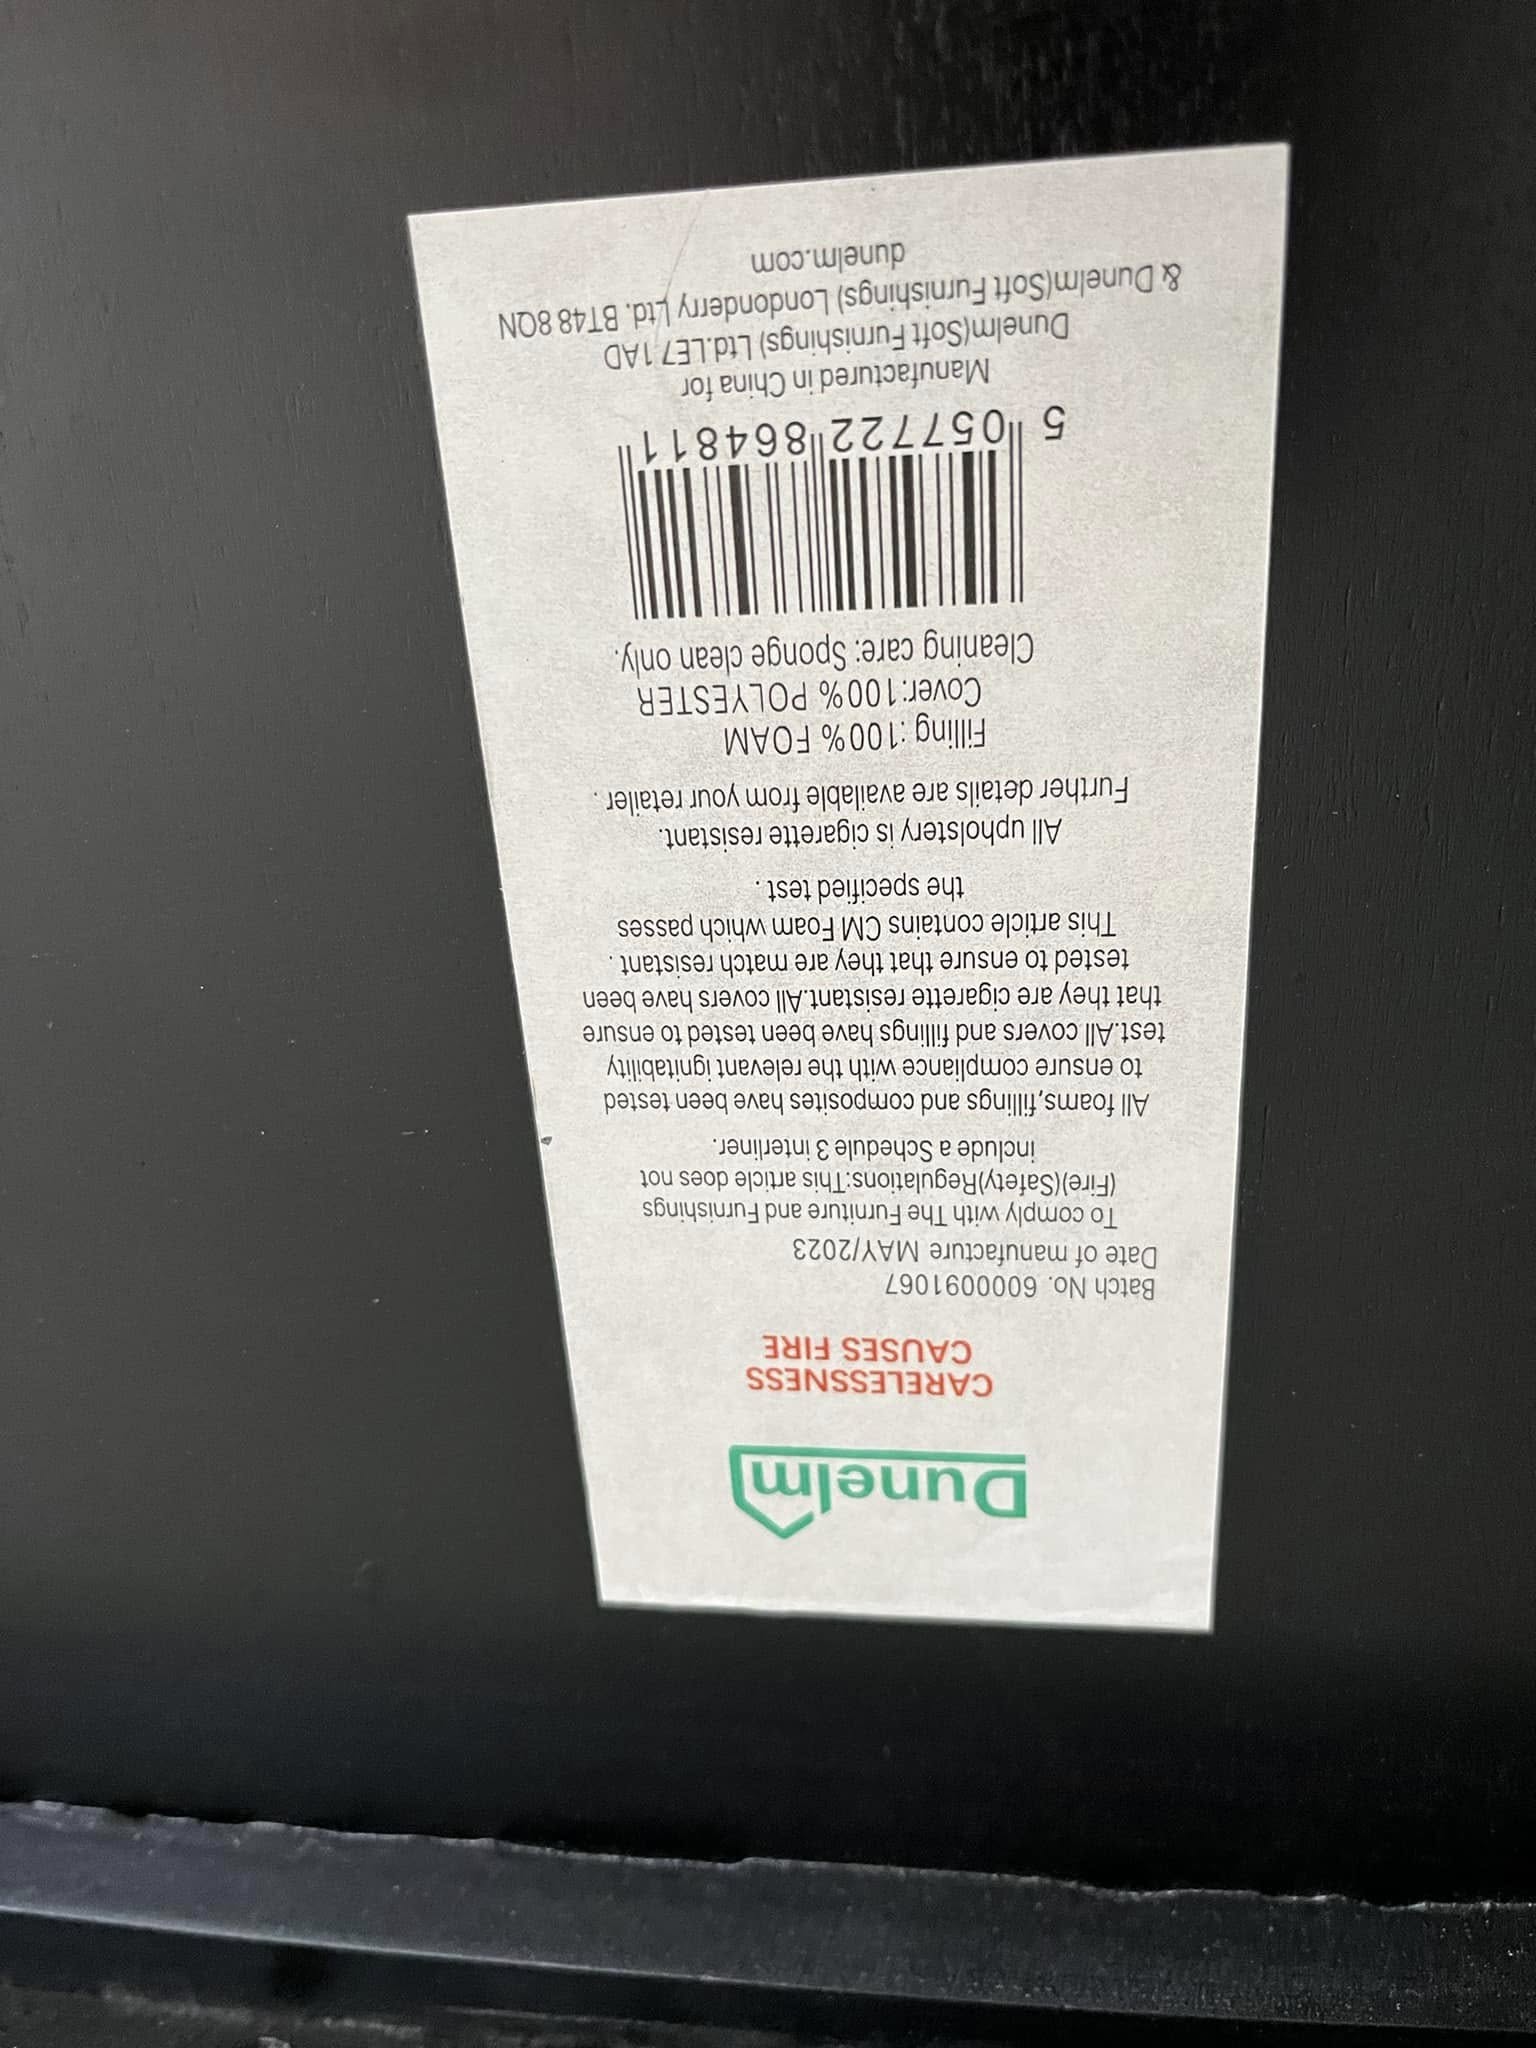 Dunelm
CARELESSNESS
CAUSES FIRE
Batch No. 6000091067
Date of manufacture MAY/2023
To comply with The Furniture and Furnishings
(Fire)(Safety)Regulations:This article does not
include a Schedule 3 interliner.
All foams,fillings and composites have been tested
to ensure compliance with the relevant ignitability
test.All covers and fillings have been tested to ensure
that they are cigarette resistant.All covers have been
tested to ensure that they are match resistant .
This article contains CM Foam which passes
the specified test .
All upholstery is cigarette resistant.
Further details are available from your retailer .
Filling :100% FOAM
Cover:100% POLYESTER
Cleaning care: Sponge clean only.
5 057722 864811
Manufactured in China for
Dunelm(Soft Furnishings) Ltd.LE7 1AD
& Dunelm(Soft Furnishings) Londonderry Ltd. BT48 8QN
dunelm.com